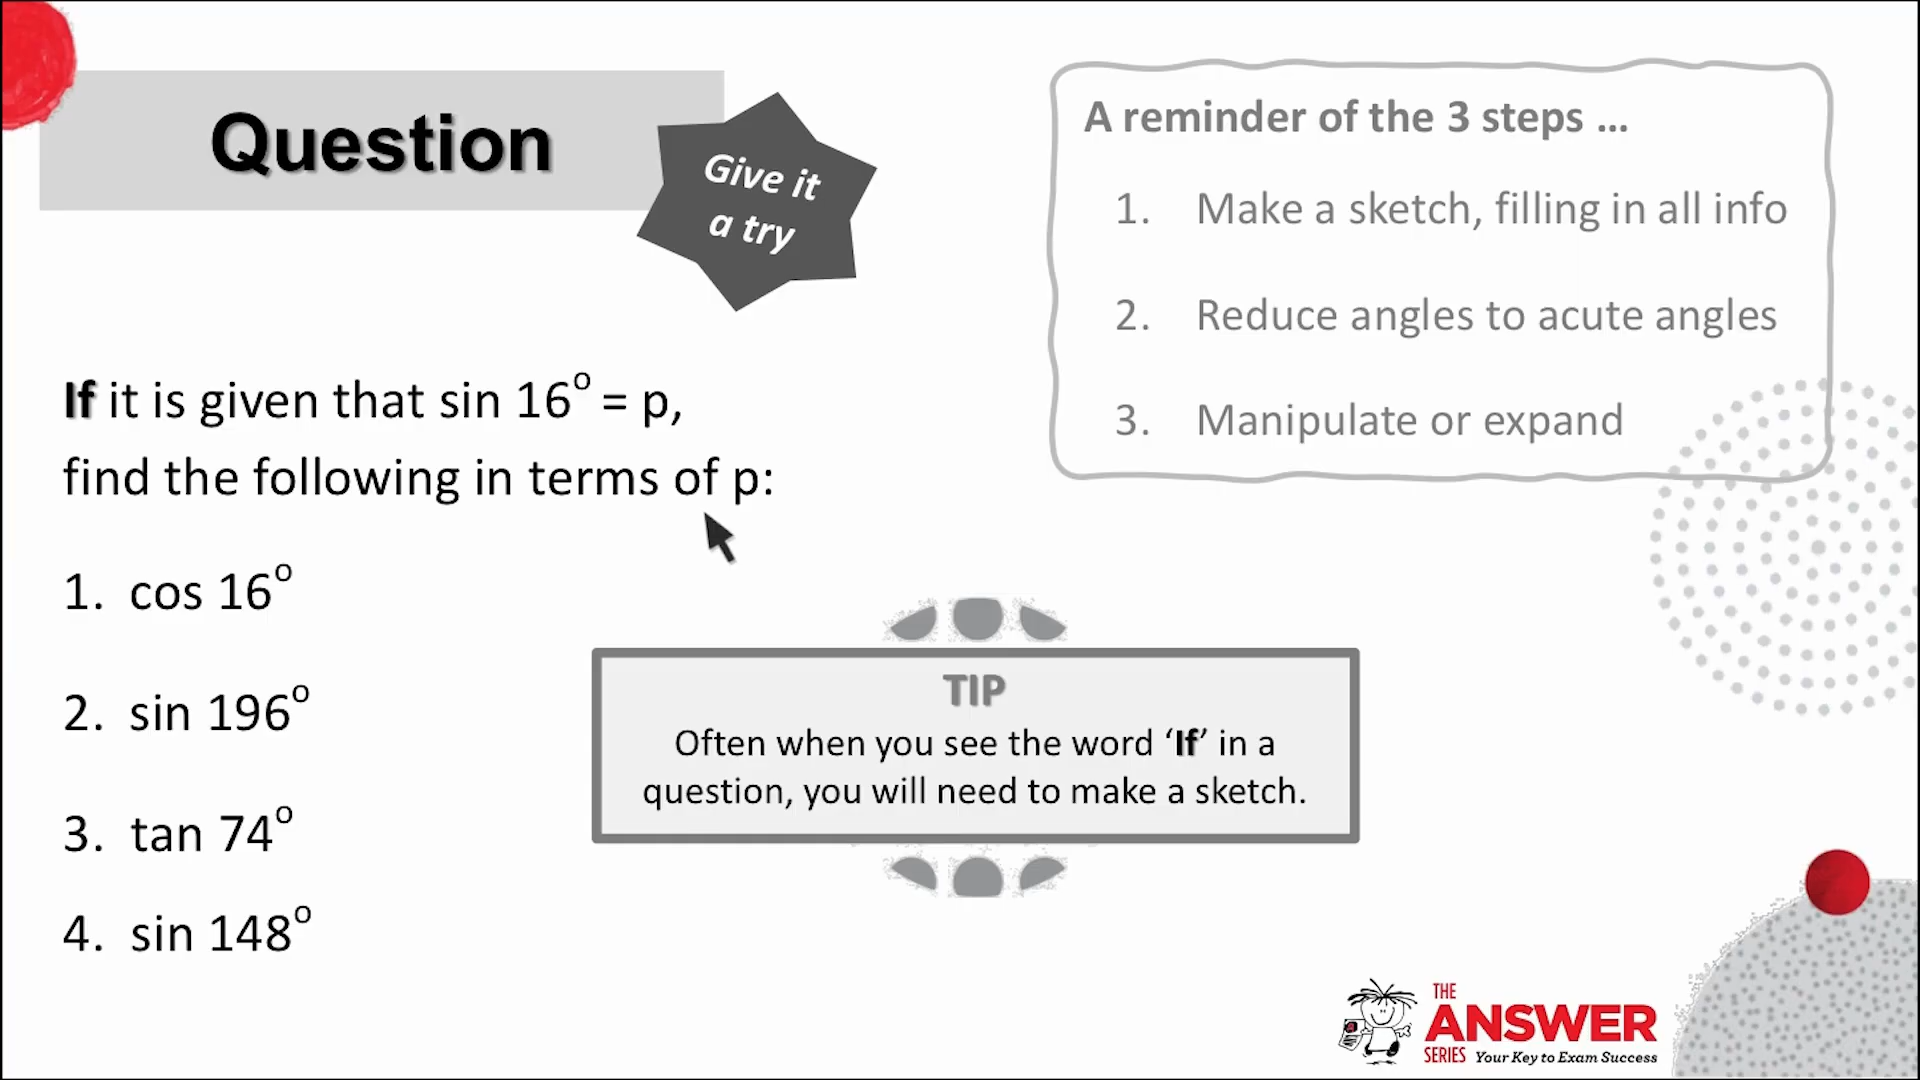 Question
Give it
a try
A reminder of the 3 steps ...
1. Make a sketch, filling in all info
2. Reduce angles to acute angles
3. Manipulate or expand
If it is given that sin 16° = p,
find the following in terms of p:
1. cos 16°
2. sin 196°
3. tan 74°
4. sin 148°
TIP
Often when you see the word ‘If’ in a
question, you will need to make a sketch.
THE
ANSWER
SERIES Your Key to Exam Success